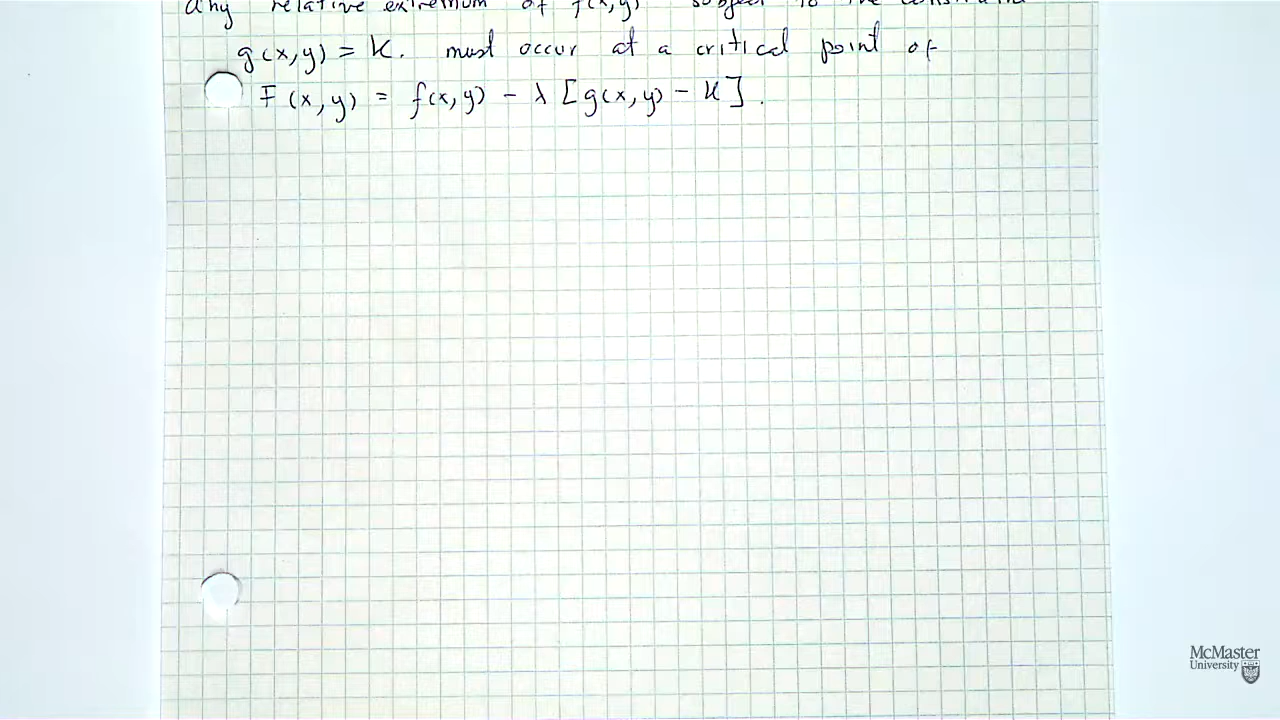 any relative extremum of f(x,y) subject to the constraint
g(x,y) = K. must occur at a critical point of
F(x,y) = f(x,y) - λ [g(x,y) - K].
McMaster
University